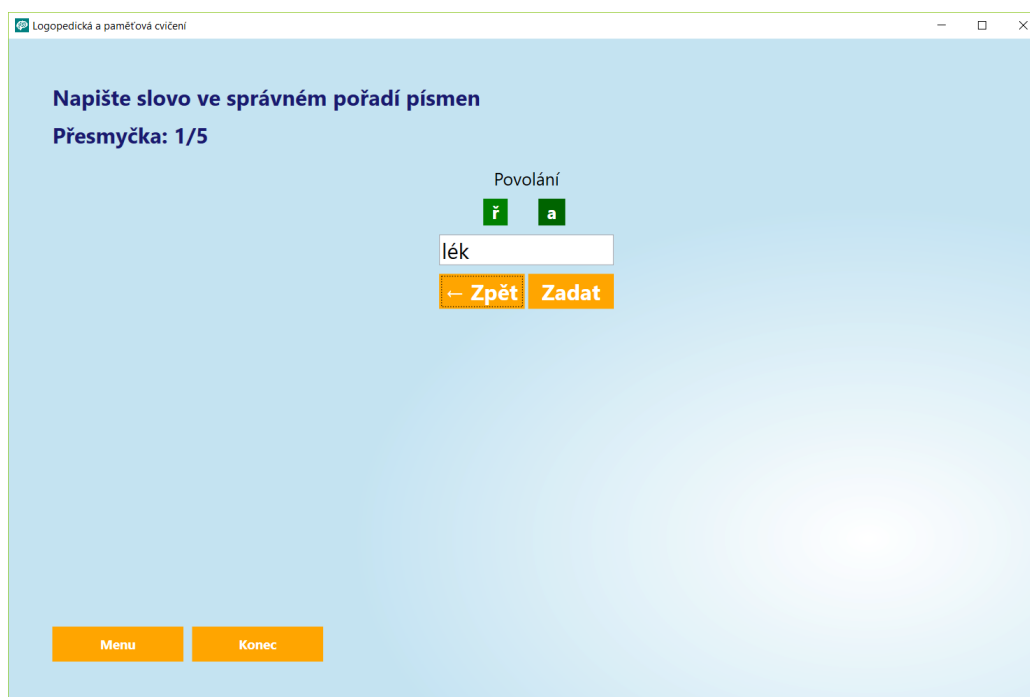 Logopedická a paměťová cvičení
Napište slovo ve správném pořadí písmen
Přesmyčka: 1/5
Povolání
ř a
lék
← Zpět Zadat
Menu Konec